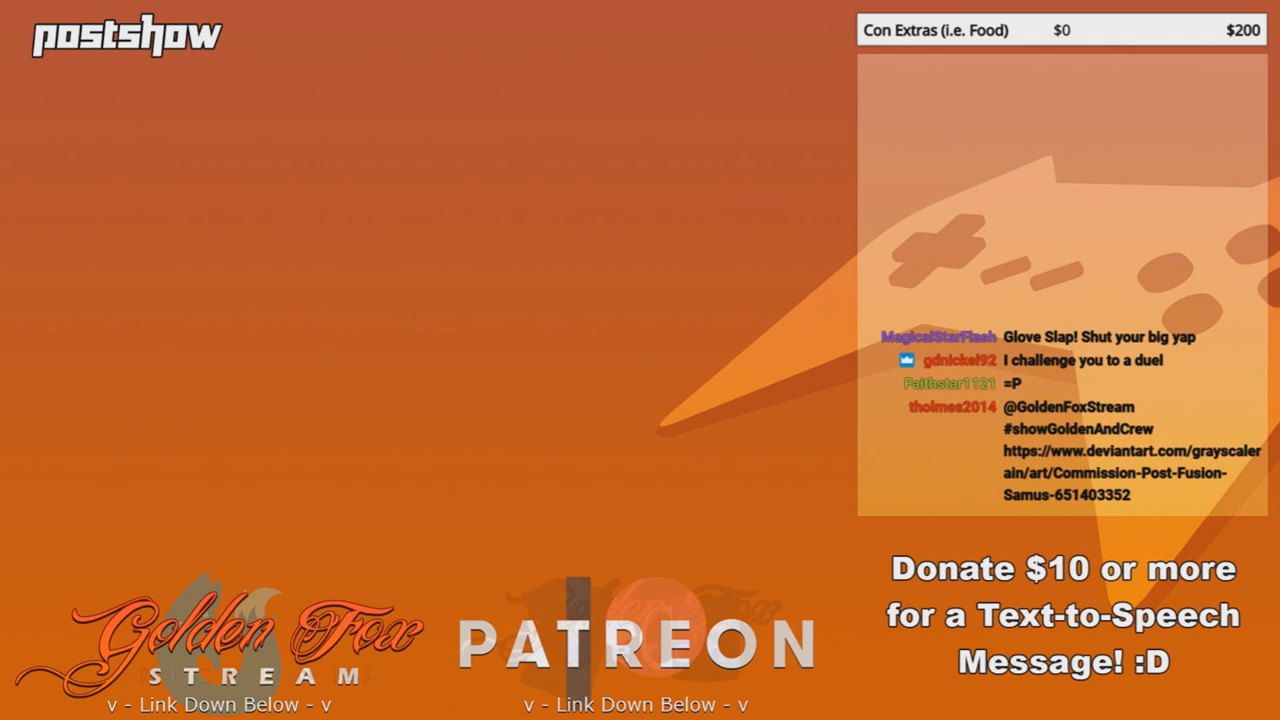 postshow
Con Extras (i.e. Food) $0 $200
MagicalStarFlash Glove Slap! Shut your big yap
gdnickel92 I challenge you to a duel
Faithstar1121 =P
tholmes2014 @GoldenFoxStream
#showGoldenAndCrew
https://www.deviantart.com/grayscaler
ain/art/Commission-Post-Fusion-
Samus-651403352
Donate $10 or more
for a Text-to-Speech
Message! :D
Golden Fox
STREAM
v - Link Down Below - v
PATREON
v - Link Down Below - v